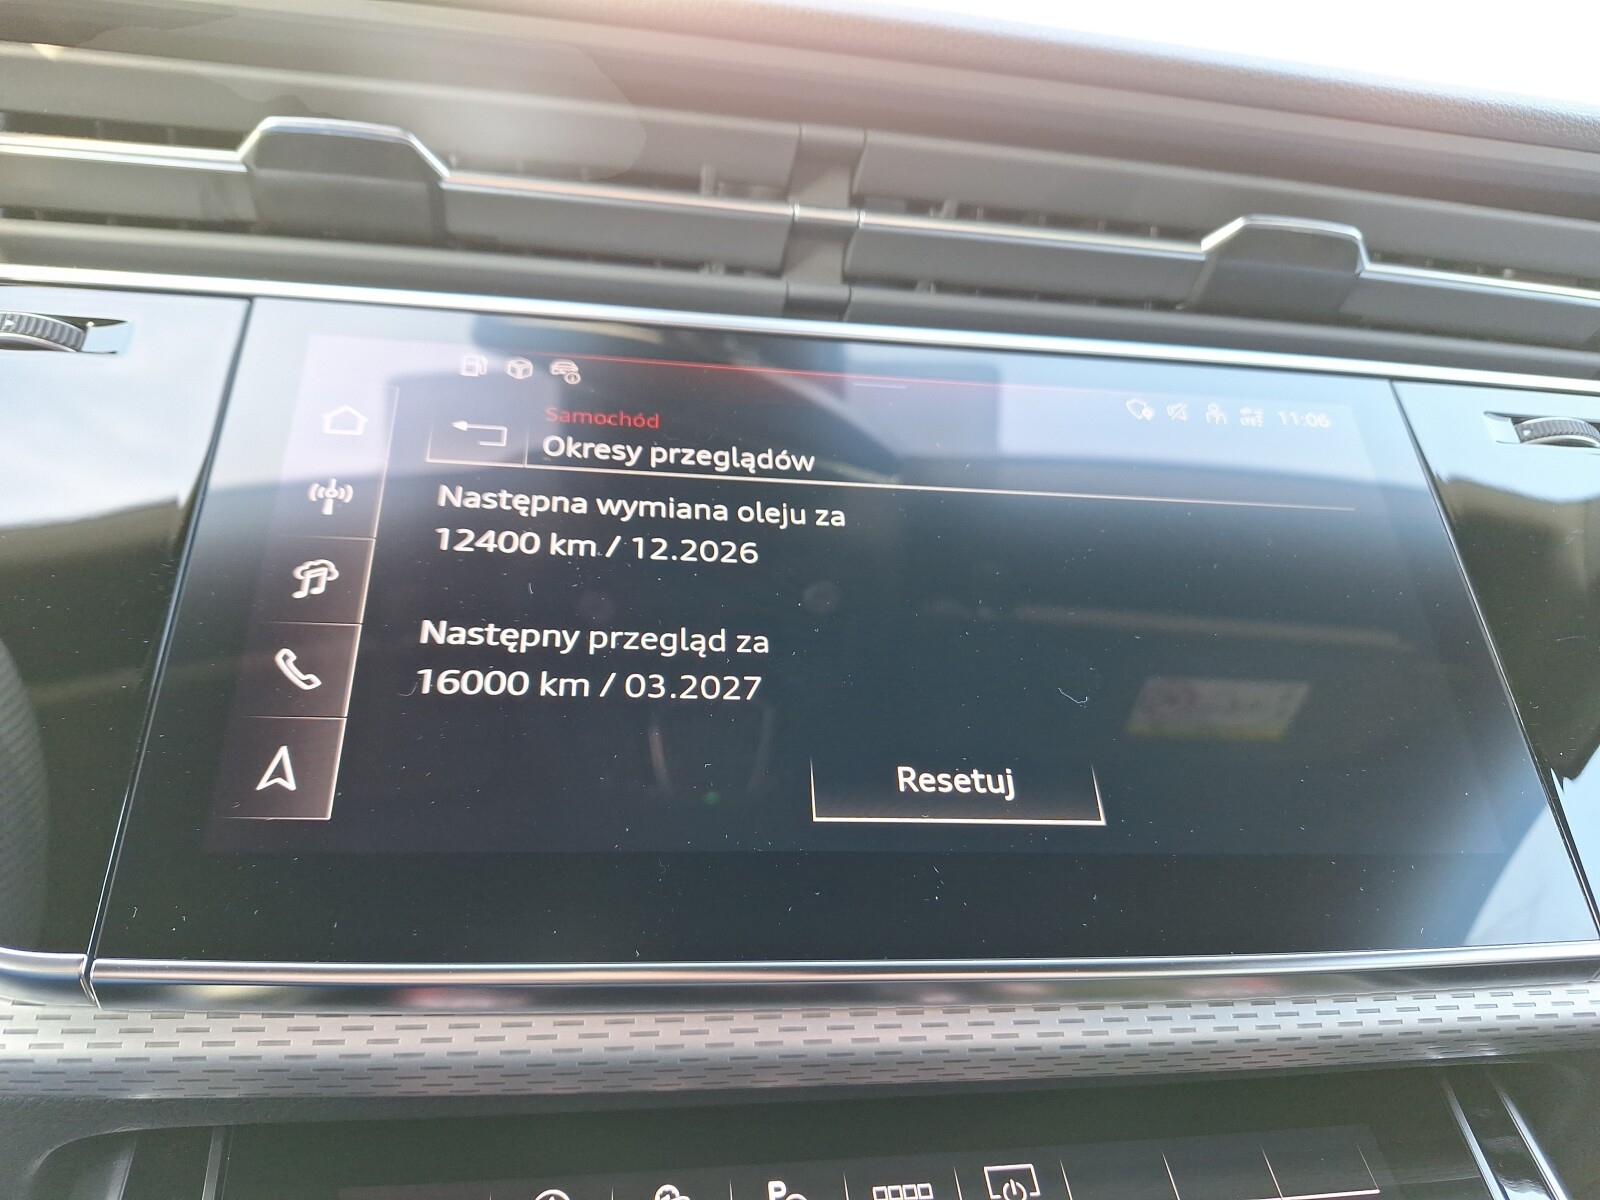 11:06
Samochód
Okresy przeglądów
Następna wymiana oleju za
12400 km / 12.2026
Następny przegląd za
16000 km / 03.2027
Resetuj
P